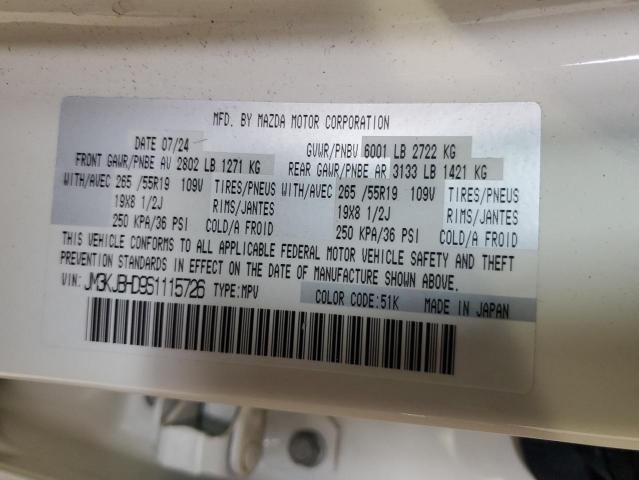 MFD. BY MAZDA MOTOR CORPORATION
DATE 07/24 GVWR/PNBV 6001 LB 2722 KG
FRONT GAWR/PNBE AV 2802 LB 1271 KG REAR GAWR/PNBE AR 3133 LB 1421 KG
WITH/AVEC 265 /55R19 109V TIRES/PNEUS WITH/AVEC 265 /55R19 109V TIRES/PNEUS
19X8 1/2J RIMS/JANTES 19X8 1/2J RIMS/JANTES
250 KPA/36 PSI COLD/A FROID 250 KPA/36 PSI COLD/A FROID
THIS VEHICLE CONFORMS TO ALL APPLICABLE FEDERAL MOTOR VEHICLE SAFETY AND THEFT
PREVENTION STANDARDS IN EFFECT ON THE DATE OF MANUFACTURE SHOWN ABOVE.
VIN: JM3KJBHD9S1115726 TYPE:MPV COLOR CODE:51K MADE IN JAPAN